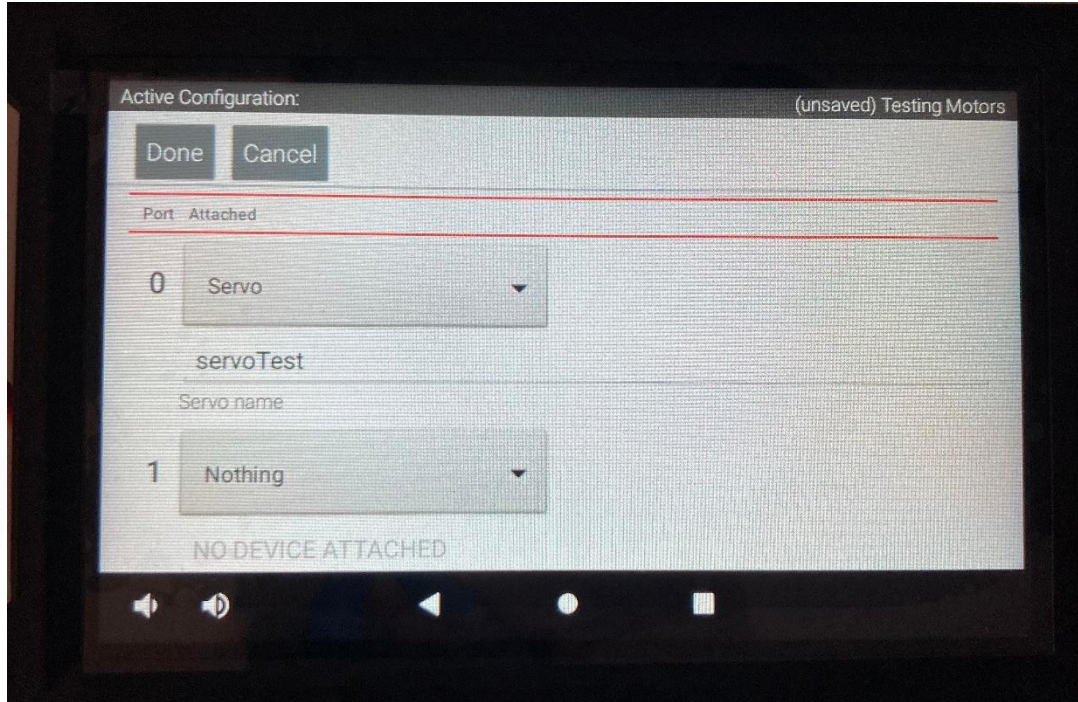 Active Configuration:
(unsaved) Testing Motors
Done Cancel
Port Attached
0 Servo
servoTest
Servo name
1 Nothing
NO DEVICE ATTACHED